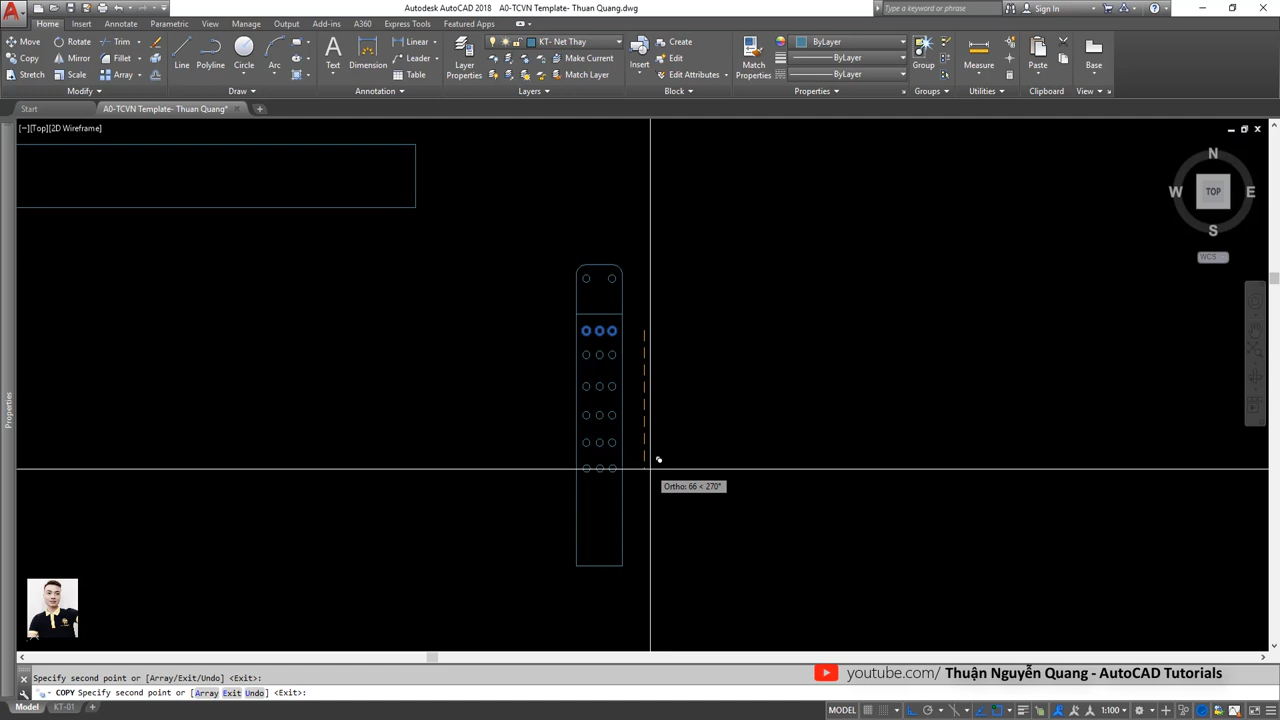 Autodesk AutoCAD 2018 A0-TCVN Template- Thuan Quang.dwg
Type a keyword or phrase
Sign In
Home Insert Annotate Parametric View Manage Output Add-ins A360 Express Tools Featured Apps
Move Rotate Trim
Copy Mirror Fillet
Stretch Scale Array
Modify
Line Polyline Circle Arc
Draw
Text Dimension
Linear
Leader
Table
Annotation
Layer Properties
KT- Net Thay
Make Current
Match Layer
Layers
Insert
Create
Edit
Edit Attributes
Block
Match Properties
ByLayer
ByLayer
ByLayer
Properties
Group
Groups
Measure
Utilities
Paste
Clipboard
Base
View
Start A0-TCVN Template- Thuan Quang*
[−][Top][2D Wireframe]
N
W TOP E
S
WCS
Properties
Ortho: 66 < 270°
Specify second point or [Array/Exit/Undo] <Exit>:
COPY Specify second point or [Array Exit Undo] <Exit>:
youtube.com/ Thuận Nguyễn Quang - AutoCAD Tutorials
Model KT-01
MODEL 1:100